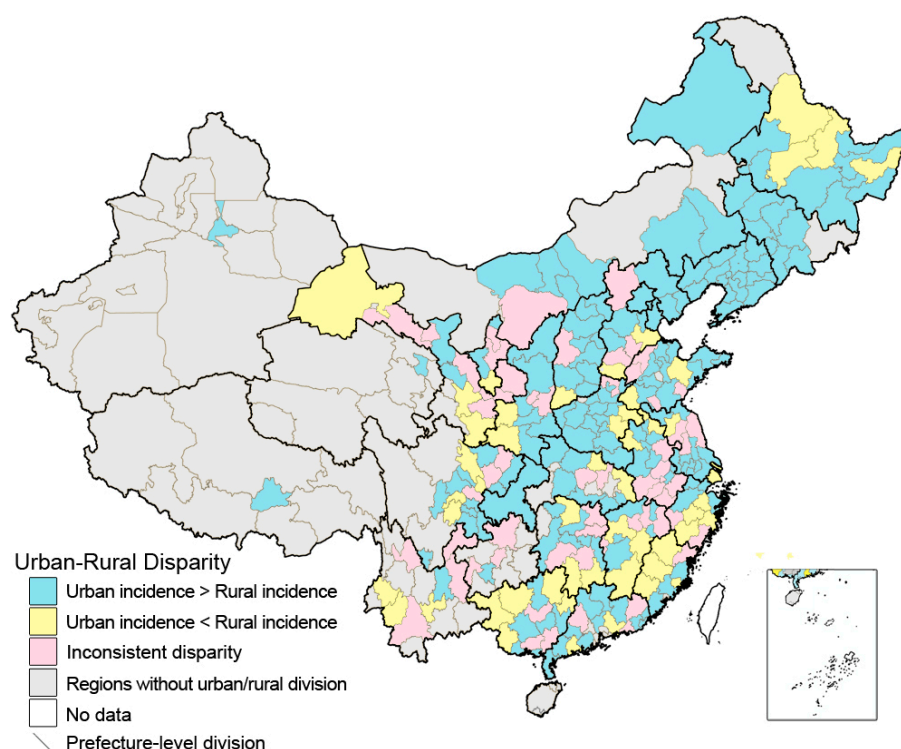 Urban-Rural Disparity
Urban incidence > Rural incidence
Urban incidence < Rural incidence
Inconsistent disparity
Regions without urban/rural division
No data
Prefecture-level division